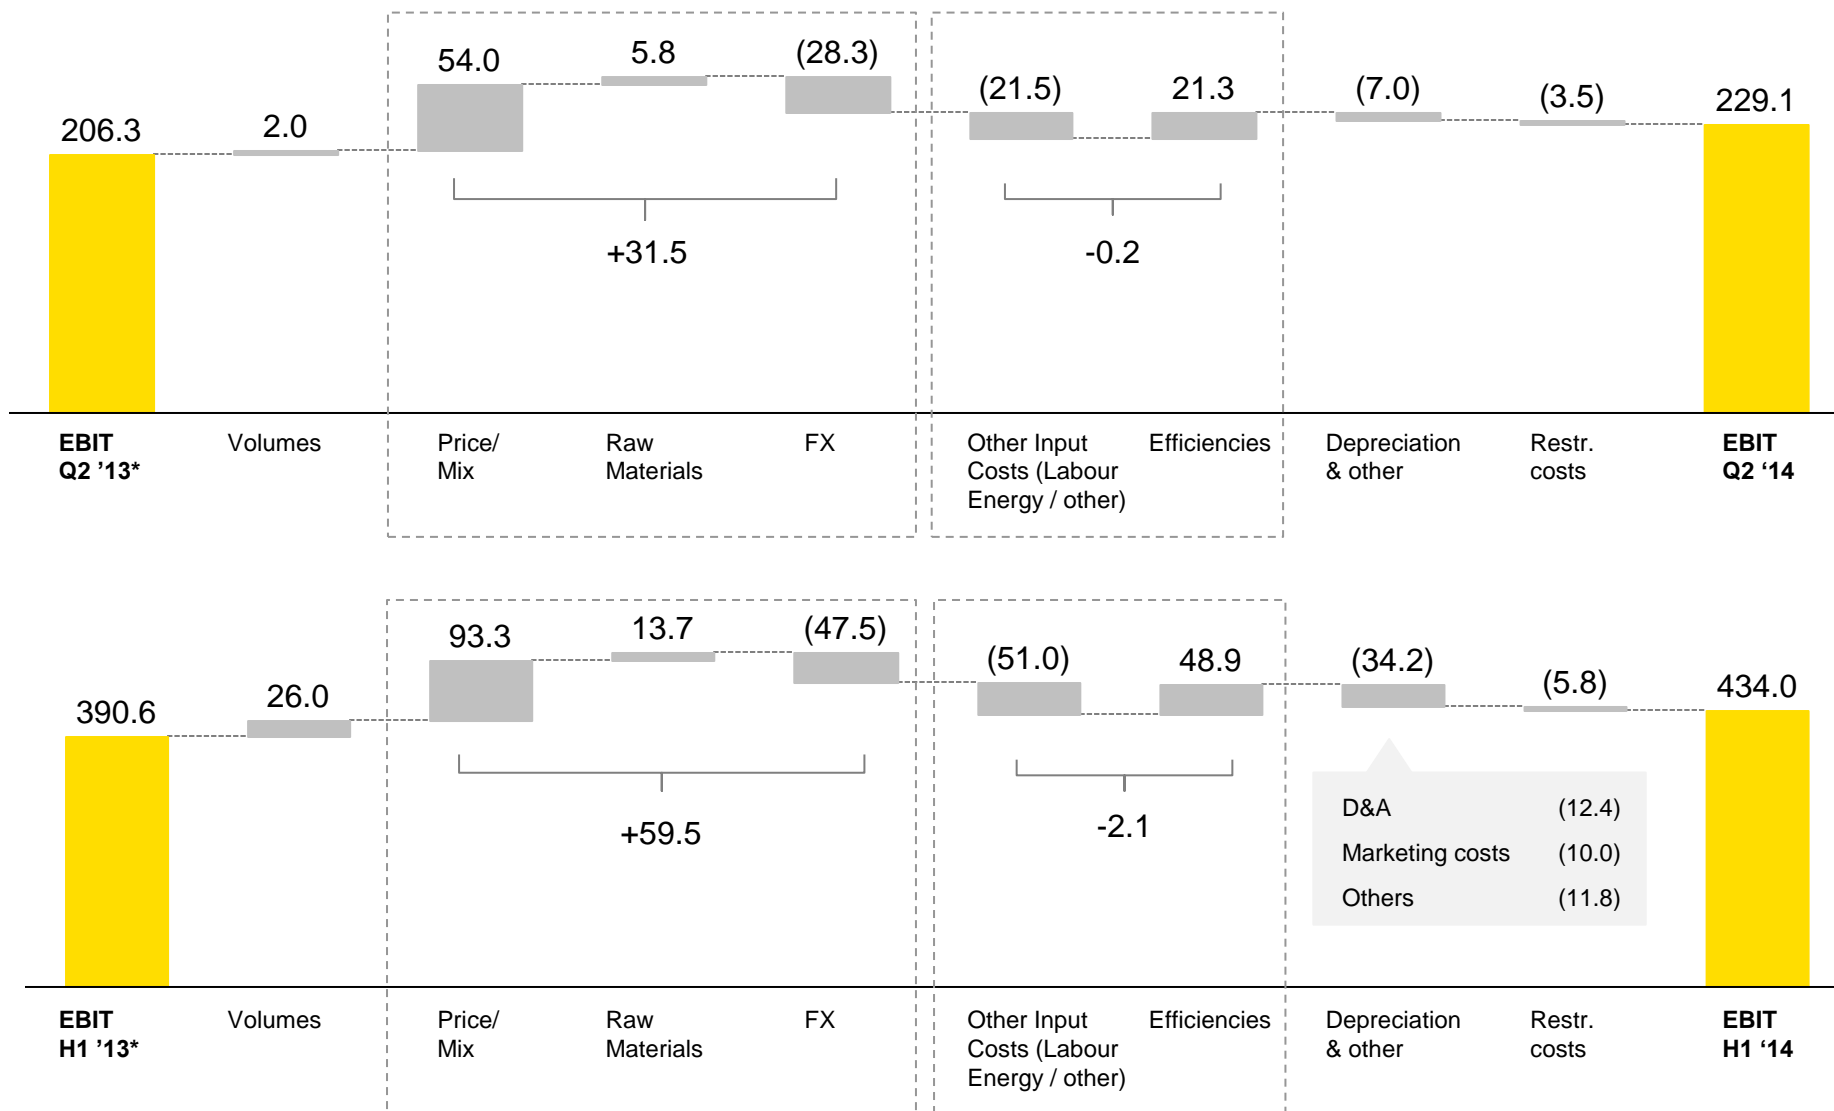 54.0
5.8
(28.3)
206.3
2.0
(21.5)
21.3
(7.0)
(3.5)
229.1
+31.5
-0.2
EBIT
Q2 ’13*
Volumes
Price/
Mix
Raw
Materials
FX
Other Input
Costs (Labour
Energy / other)
Efficiencies
Depreciation
& other
Restr.
costs
EBIT
Q2 ‘14
93.3
13.7
(47.5)
390.6
26.0
(51.0)
48.9
(34.2)
(5.8)
434.0
+59.5
-2.1
D&A (12.4)
Marketing costs (10.0)
Others (11.8)
EBIT
H1 ’13*
Volumes
Price/
Mix
Raw
Materials
FX
Other Input
Costs (Labour
Energy / other)
Efficiencies
Depreciation
& other
Restr.
costs
EBIT
H1 ‘14